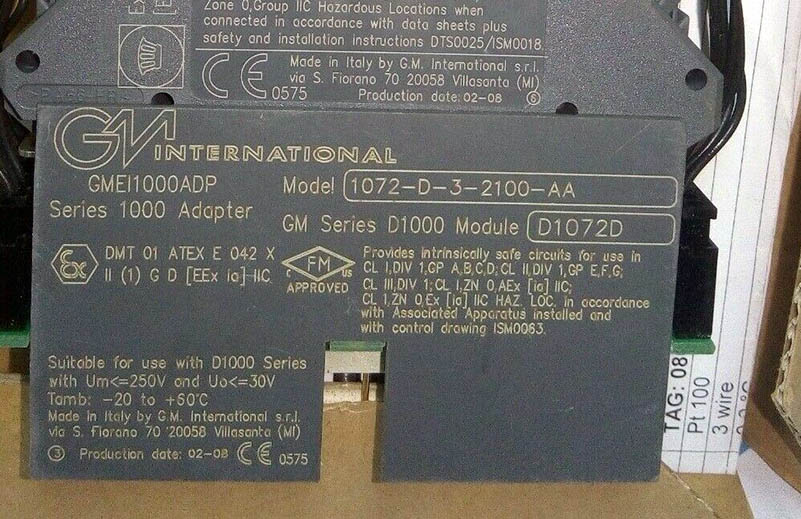 Zone 0,Group IIC Hazardous Locations when
connected in accordance with data sheets plus
safety and installation instructions DTS0025/ISM0018.
CE 0575
Made in Italy by G.M. International s.r.l.
via S. Fiorano 70 20058 Villasanta (MI)
Production date: 02-08 6
GM INTERNATIONAL
GMEI1000ADP
Series 1000 Adapter
Model 1072-D-3-2100-AA
GM Series D1000 Module D1072D
Ex DMT 01 ATEX E 042 X
II (1) G D [EEx ia] IIC
c FM us
APPROVED
Provides intrinsically safe circuits for use in
CL I,DIV 1,GP A,B,C,D; CL II,DIV 1,GP E,F,G;
CL III,DIV 1; CL I,ZN 0,AEx [ia] IIC;
CL I,ZN 0,Ex [ia] IIC HAZ. LOC. in accordance
with Associated Apparatus installed and
with control drawing ISM0063.
Suitable for use with D1000 Series
with Um<=250V and Uo<=30V
Tamb: -20 to +60°C
Made in Italy by G.M. International s.r.l.
via S. Fiorano 70 20058 Villasanta (MI)
3 Production date: 02-08 CE 0575
TAG: 08
Pt 100
3 wire